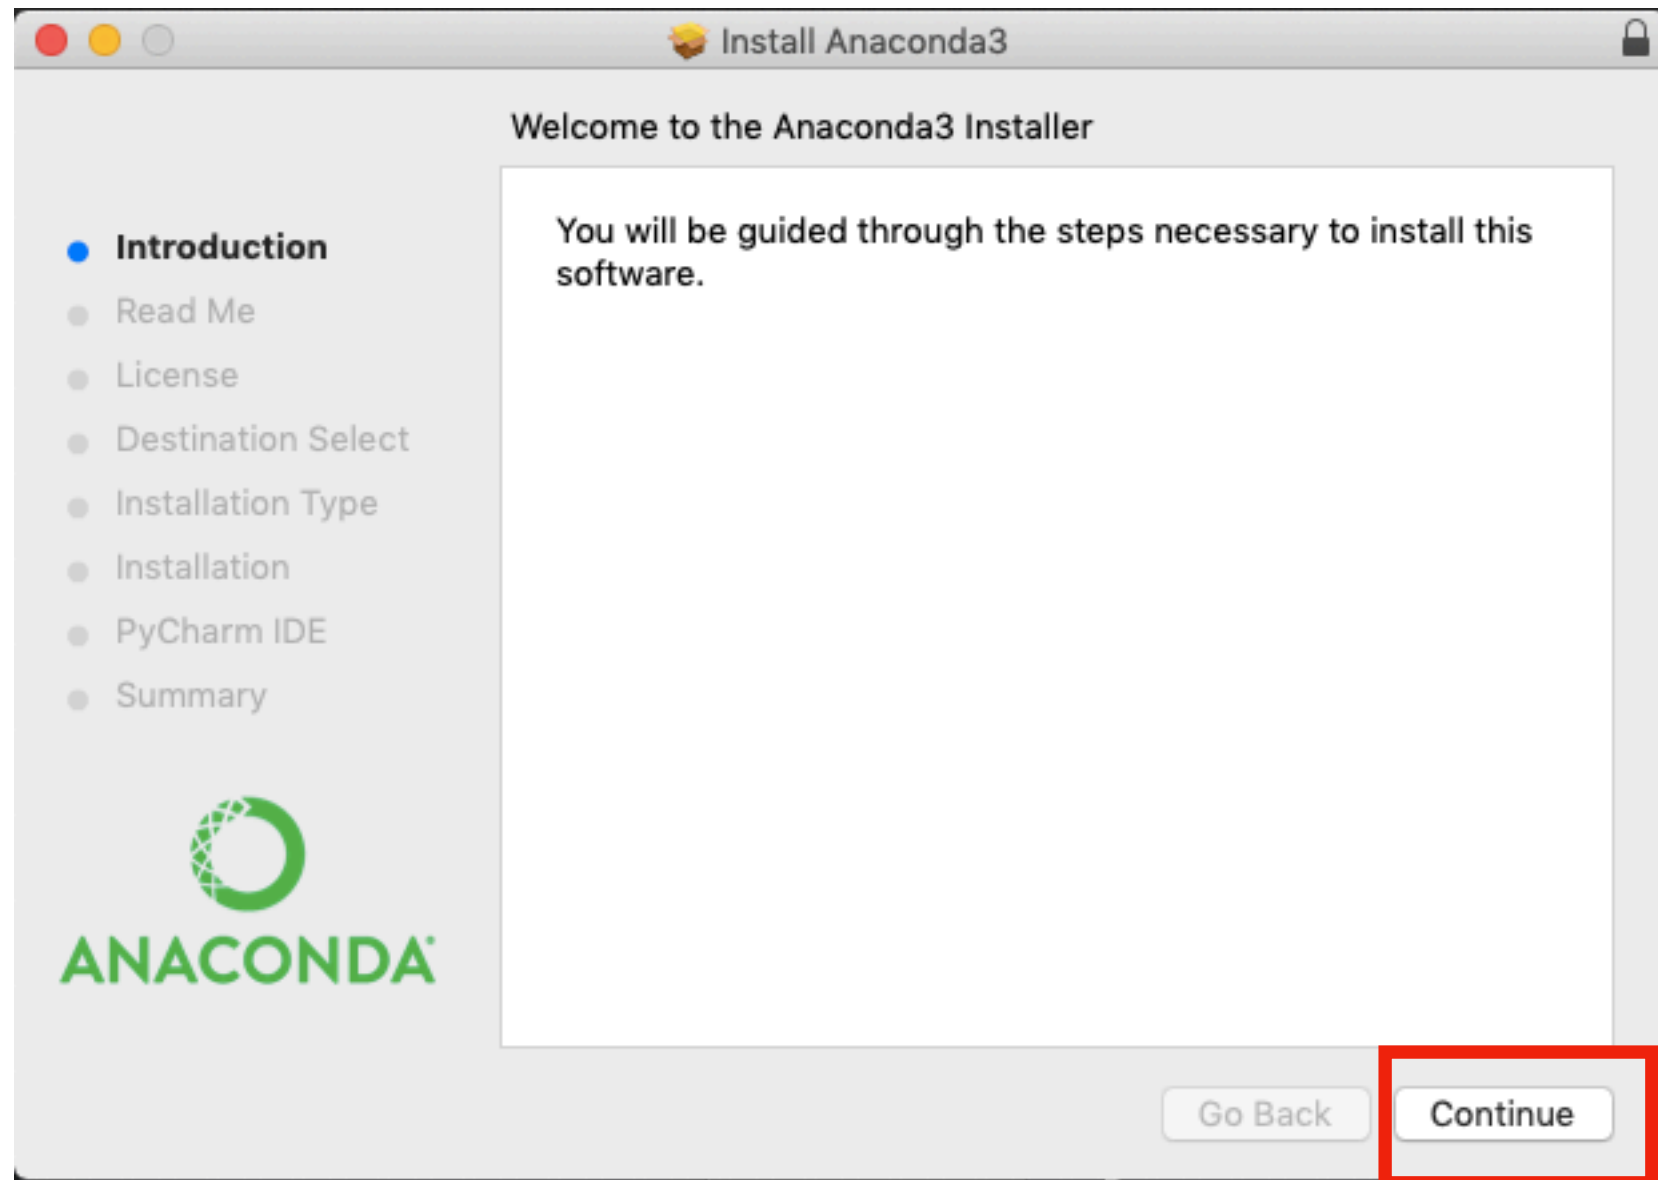 Install Anaconda3
Welcome to the Anaconda3 Installer
Introduction
Read Me
License
Destination Select
Installation Type
Installation
PyCharm IDE
Summary
ANACONDA
You will be guided through the steps necessary to install this
software.
Go Back
Continue